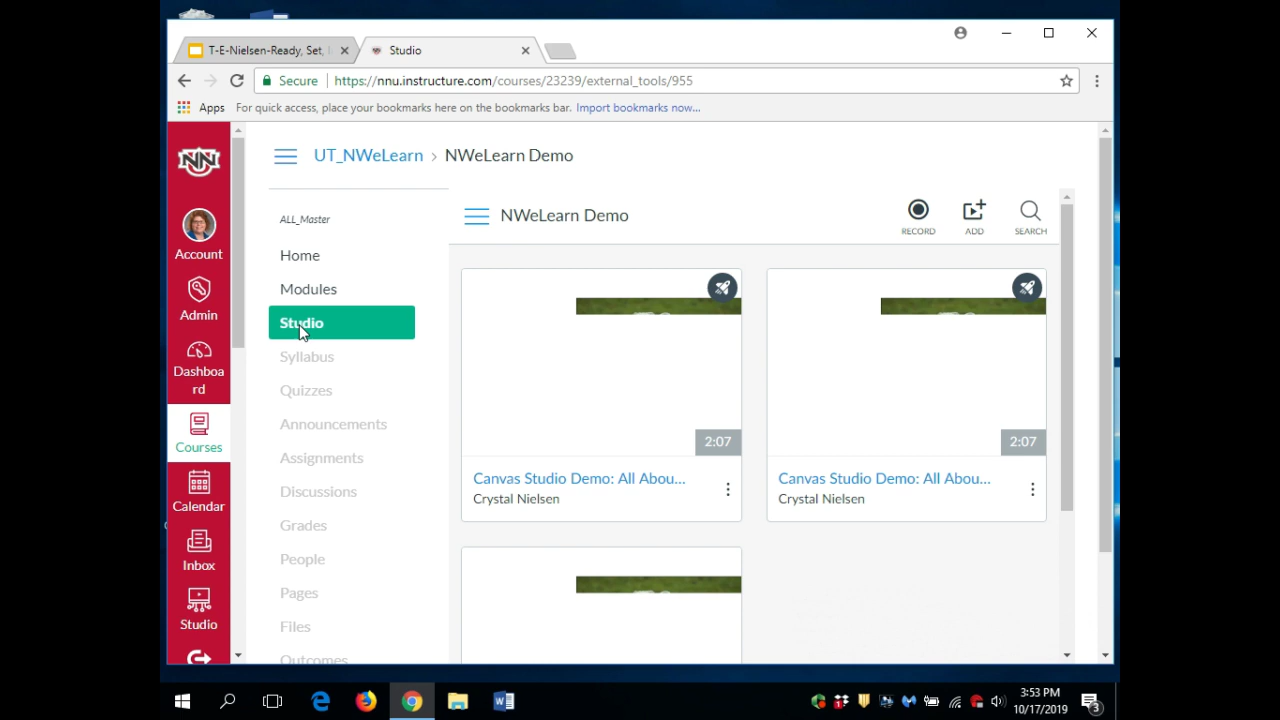 T-E-Nielsen-Ready, Set,
Studio
Secure
https://nnu.instructure.com/courses/23239/external_tools/955
Apps
For quick access, place your bookmarks here on the bookmarks bar. Import bookmarks now...
NN
Account
Admin
Dashboa
rd
Courses
Calendar
Inbox
Studio
UT_NWeLearn › NWeLearn Demo
ALL_Master
Home
Modules
Studio
Syllabus
Quizzes
Announcements
Assignments
Discussions
Grades
People
Pages
Files
Outcomes
NWeLearn Demo
RECORD
ADD
SEARCH
2:07
Canvas Studio Demo: All Abou...
Crystal Nielsen
2:07
Canvas Studio Demo: All Abou...
Crystal Nielsen
3:53 PM
10/17/2019
3